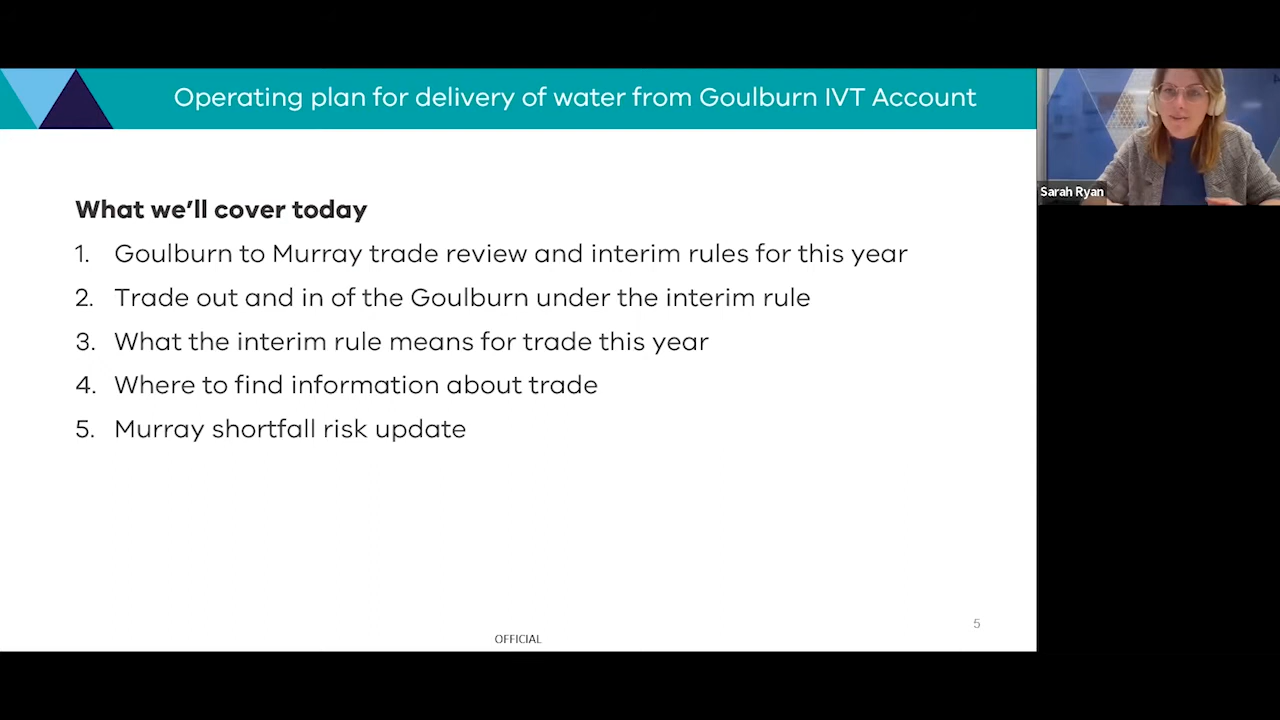 Operating plan for delivery of water from Goulburn IVT Account
Sarah Ryan
What we'll cover today
1. Goulburn to Murray trade review and interim rules for this year
2. Trade out and in of the Goulburn under the interim rule
3. What the interim rule means for trade this year
4. Where to find information about trade
5. Murray shortfall risk update
5
OFFICIAL